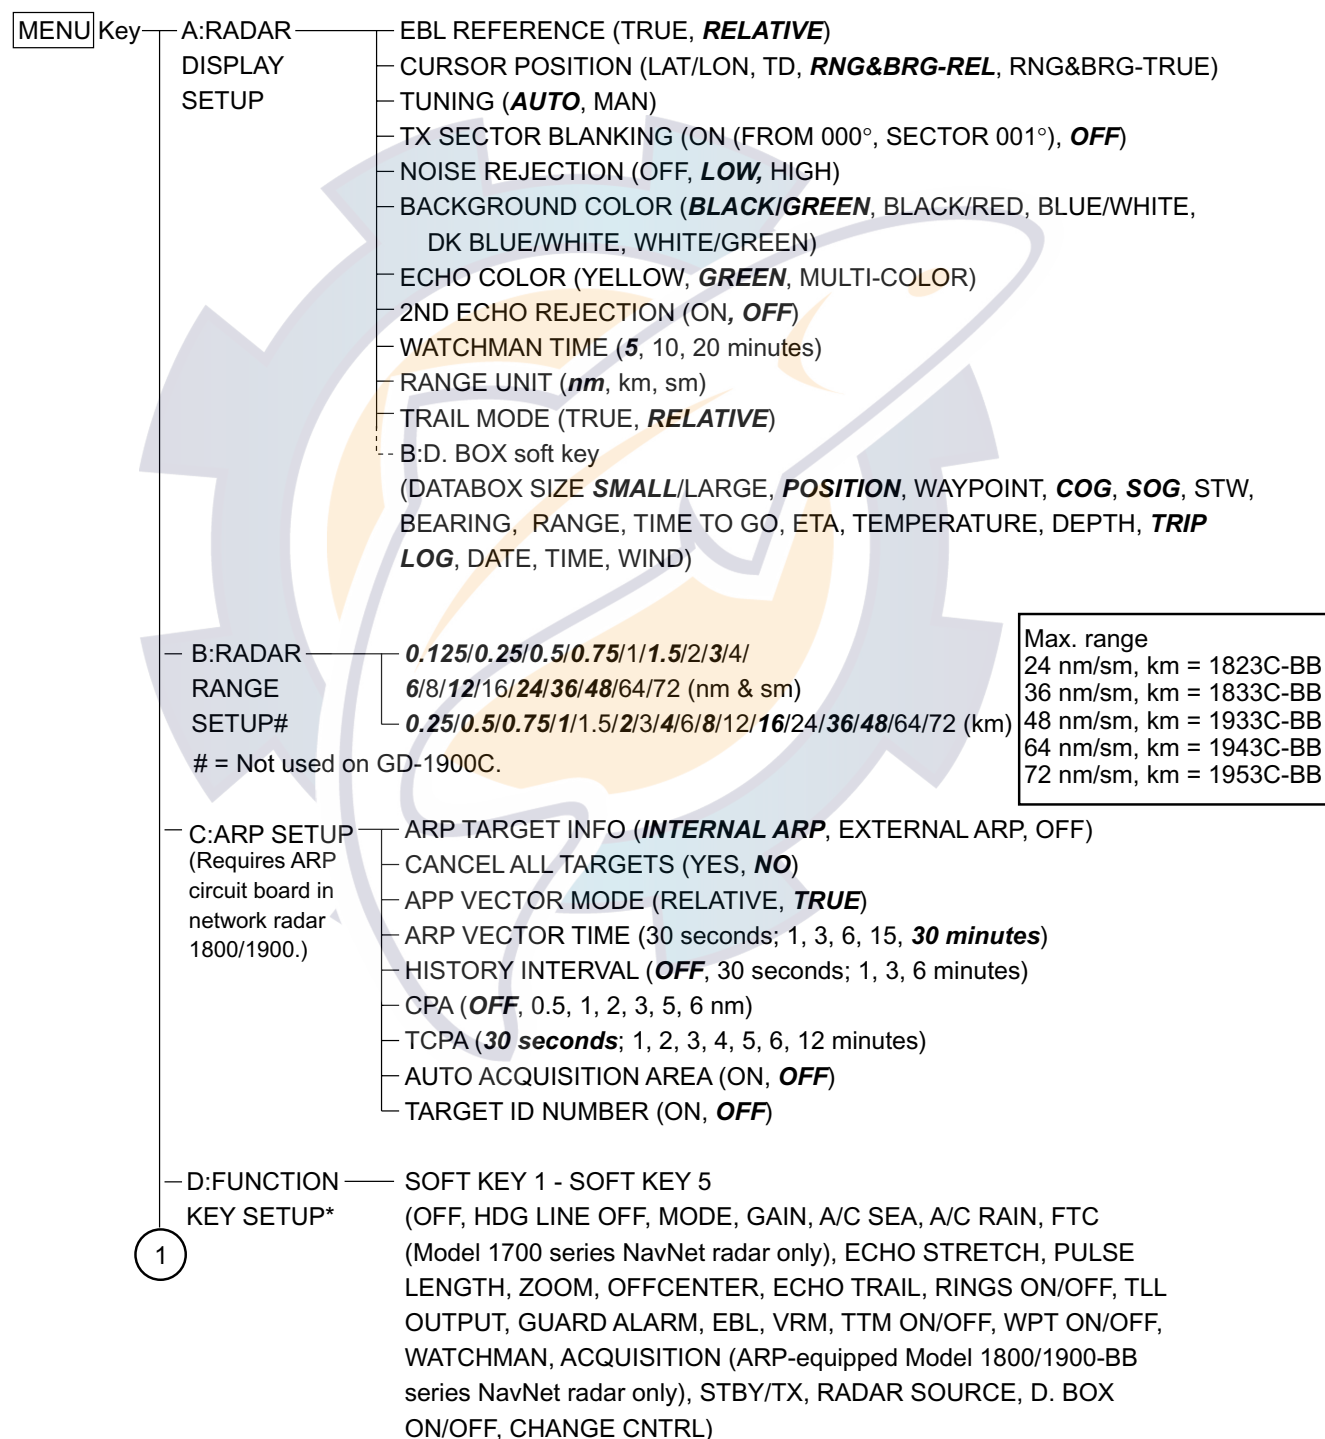 MENU Key
A:RADAR
DISPLAY
SETUP
EBL REFERENCE (TRUE, RELATIVE)
CURSOR POSITION (LAT/LON, TD, RNG&BRG-REL, RNG&BRG-TRUE)
TUNING (AUTO, MAN)
TX SECTOR BLANKING (ON (FROM 000°, SECTOR 001°), OFF)
NOISE REJECTION (OFF, LOW, HIGH)
BACKGROUND COLOR (BLACK/GREEN, BLACK/RED, BLUE/WHITE,
DK BLUE/WHITE, WHITE/GREEN)
ECHO COLOR (YELLOW, GREEN, MULTI-COLOR)
2ND ECHO REJECTION (ON, OFF)
WATCHMAN TIME (5, 10, 20 minutes)
RANGE UNIT (nm, km, sm)
TRAIL MODE (TRUE, RELATIVE)
B:D. BOX soft key
(DATABOX SIZE SMALL/LARGE, POSITION, WAYPOINT, COG, SOG, STW,
BEARING, RANGE, TIME TO GO, ETA, TEMPERATURE, DEPTH, TRIP
LOG, DATE, TIME, WIND)
B:RADAR
RANGE
SETUP#
0.125/0.25/0.5/0.75/1/1.5/2/3/4/
6/8/12/16/24/36/48/64/72 (nm & sm)
0.25/0.5/0.75/1/1.5/2/3/4/6/8/12/16/24/36/48/64/72 (km)
# = Not used on GD-1900C.
Max. range
24 nm/sm, km = 1823C-BB
36 nm/sm, km = 1833C-BB
48 nm/sm, km = 1933C-BB
64 nm/sm, km = 1943C-BB
72 nm/sm, km = 1953C-BB
C:ARP SETUP
(Requires ARP
circuit board in
network radar
1800/1900.)
ARP TARGET INFO (INTERNAL ARP, EXTERNAL ARP, OFF)
CANCEL ALL TARGETS (YES, NO)
APP VECTOR MODE (RELATIVE, TRUE)
ARP VECTOR TIME (30 seconds; 1, 3, 6, 15, 30 minutes)
HISTORY INTERVAL (OFF, 30 seconds; 1, 3, 6 minutes)
CPA (OFF, 0.5, 1, 2, 3, 5, 6 nm)
TCPA (30 seconds; 1, 2, 3, 4, 5, 6, 12 minutes)
AUTO ACQUISITION AREA (ON, OFF)
TARGET ID NUMBER (ON, OFF)
D:FUNCTION
KEY SETUP*
SOFT KEY 1 - SOFT KEY 5
(OFF, HDG LINE OFF, MODE, GAIN, A/C SEA, A/C RAIN, FTC
(Model 1700 series NavNet radar only), ECHO STRETCH, PULSE
LENGTH, ZOOM, OFFCENTER, ECHO TRAIL, RINGS ON/OFF, TLL
OUTPUT, GUARD ALARM, EBL, VRM, TTM ON/OFF, WPT ON/OFF,
WATCHMAN, ACQUISITION (ARP-equipped Model 1800/1900-BB
series NavNet radar only), STBY/TX, RADAR SOURCE, D. BOX
ON/OFF, CHANGE CNTRL)
1